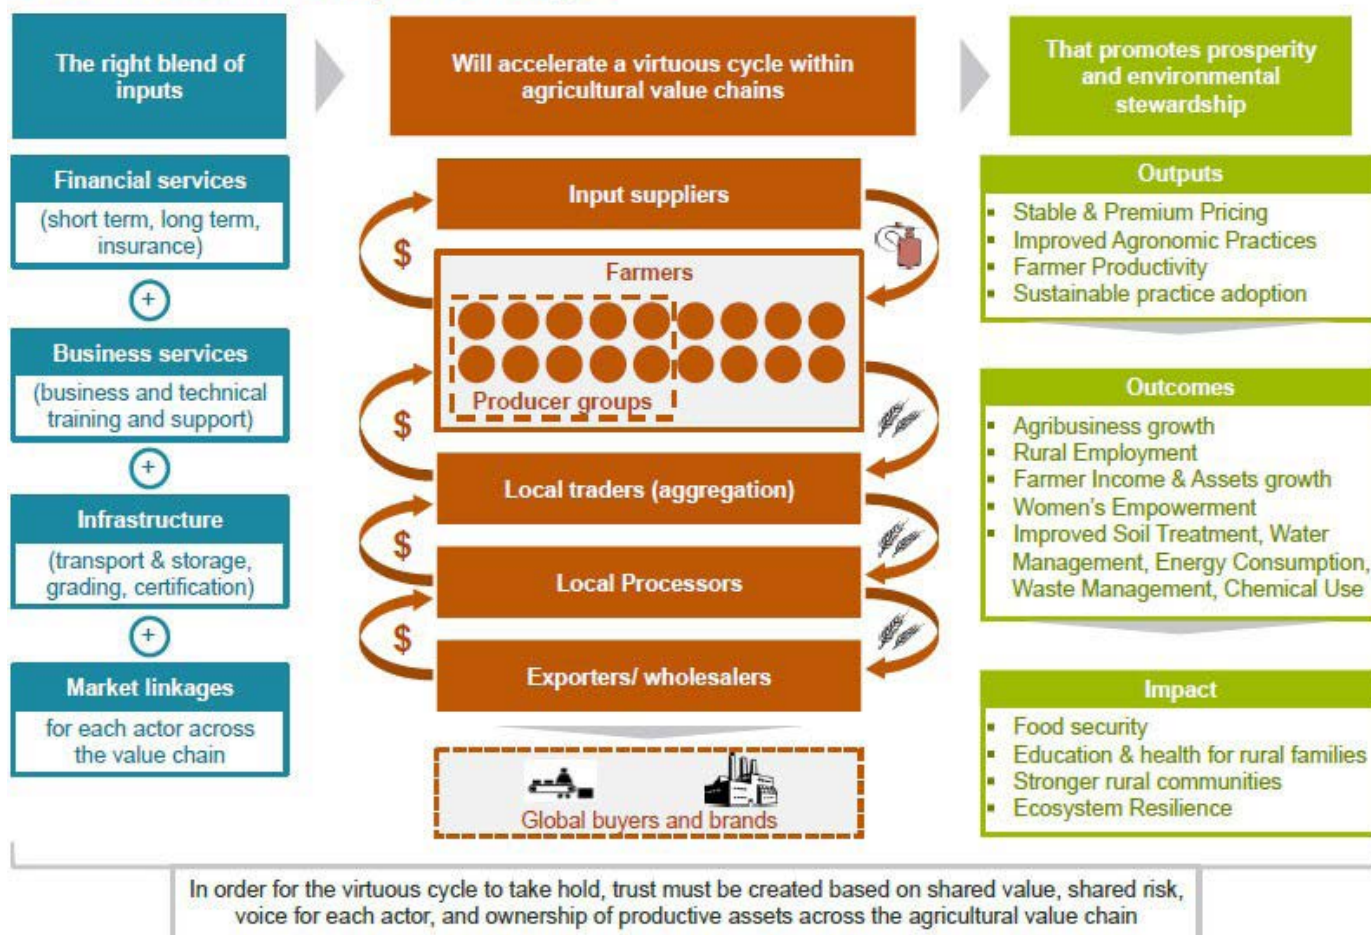 The right blend of
inputs
Will accelerate a virtuous cycle within
agricultural value chains
That promotes prosperity
and environmental
stewardship
Financial services
(short term, long term,
insurance)
+
Business services
(business and technical
training and support)
+
Infrastructure
(transport & storage,
grading, certification)
+
Market linkages
for each actor across
the value chain
Input suppliers
$
Farmers
Producer groups
$
Local traders (aggregation)
$
Local Processors
$
Exporters/ wholesalers
Global buyers and brands
Outputs
▪ Stable & Premium Pricing
▪ Improved Agronomic Practices
▪ Farmer Productivity
▪ Sustainable practice adoption
Outcomes
▪ Agribusiness growth
▪ Rural Employment
▪ Farmer Income & Assets growth
▪ Women's Empowerment
▪ Improved Soil Treatment, Water
Management, Energy Consumption,
Waste Management, Chemical Use
Impact
▪ Food security
▪ Education & health for rural families
▪ Stronger rural communities
▪ Ecosystem Resilience
In order for the virtuous cycle to take hold, trust must be created based on shared value, shared risk,
voice for each actor, and ownership of productive assets across the agricultural value chain